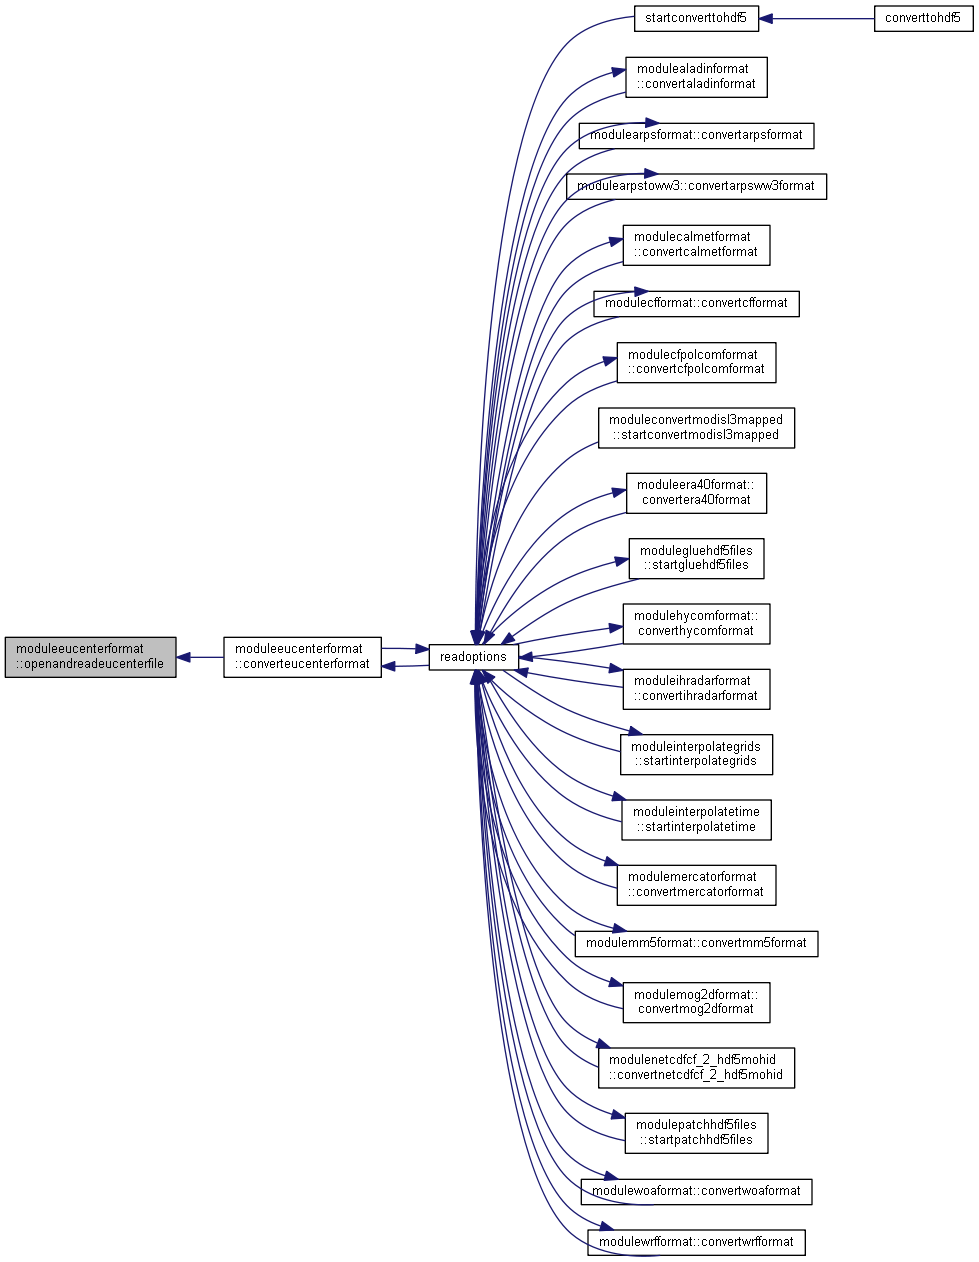 startconverttohdf5
converttohdf5
modulealadinformat
::convertaladinformat
modulearpsformat::convertarpsformat
modulearpstoww3::convertarpsww3format
modulecalmetformat
::convertcalmetformat
modulecfformat::convertcfformat
modulecfpolcomformat
::convertcfpolcomformat
moduleconvertmodisl3mapped
::startconvertmodisl3mapped
moduleera40format::
convertera40format
modulegluehdf5files
::startgluehdf5files
modulehycomformat::
converthycomformat
moduleeucenterformat
::openandreadeucenterfile
moduleeucenterformat
::converteucenterformat
readoptions
moduleihradarformat
::convertihradarformat
moduleinterpolategrids
::startinterpolategrids
moduleinterpolatetime
::startinterpolatetime
modulemercatorformat
::convertmercatorformat
modulemm5format::convertmm5format
modulemog2dformat::
convertmog2dformat
modulenetcdfcf_2_hdf5mohid
::convertnetcdfcf_2_hdf5mohid
modulepatchhdf5files
::startpatchhdf5files
modulewoaformat::convertwoaformat
modulewrfformat::convertwrfformat